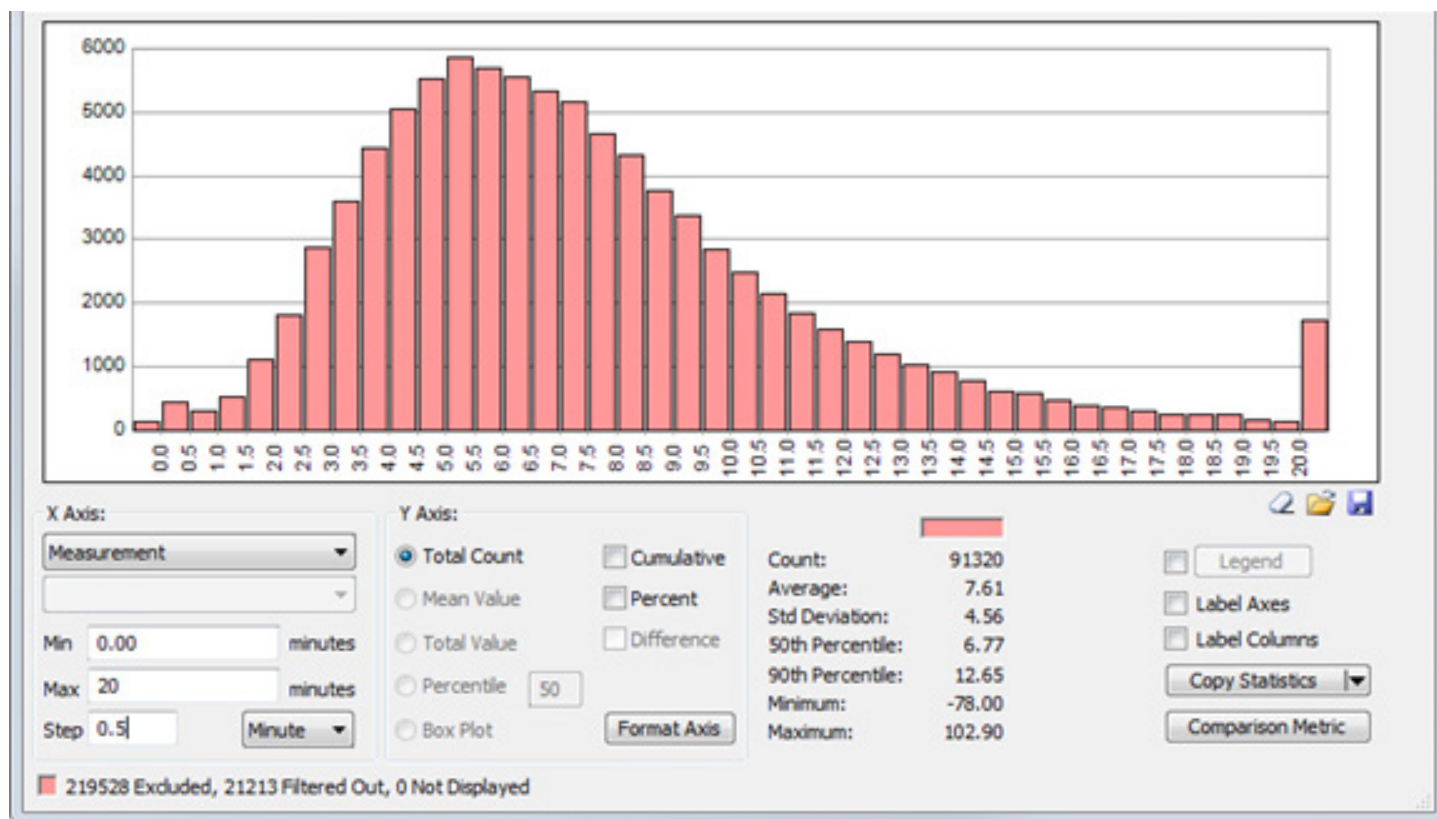 6000
5000
4000
3000
2000
1000
0
0.0 0.5 1.0 1.5 2.0 2.5 3.0 3.5 4.0 4.5 5.0 5.5 6.0 6.5 7.0 7.5 8.0 8.5 9.0 9.5 10.0 10.5 11.0 11.5 12.0 12.5 13.0 13.5 14.0 14.5 15.0 15.5 16.0 16.5 17.0 17.5 18.0 18.5 19.0 19.5 20.0
X Axis:
Measurement
Min 0.00 minutes
Max 20 minutes
Step 0.5 Minute
Y Axis:
Total Count Cumulative
Mean Value Percent
Total Value Difference
Percentile 50
Box Plot Format Axis
Count: 91320
Average: 7.61
Std Deviation: 4.56
50th Percentile: 6.77
90th Percentile: 12.65
Minimum: -78.00
Maximum: 102.90
Legend
Label Axes
Label Columns
Copy Statistics
Comparison Metric
219528 Excluded, 21213 Filtered Out, 0 Not Displayed